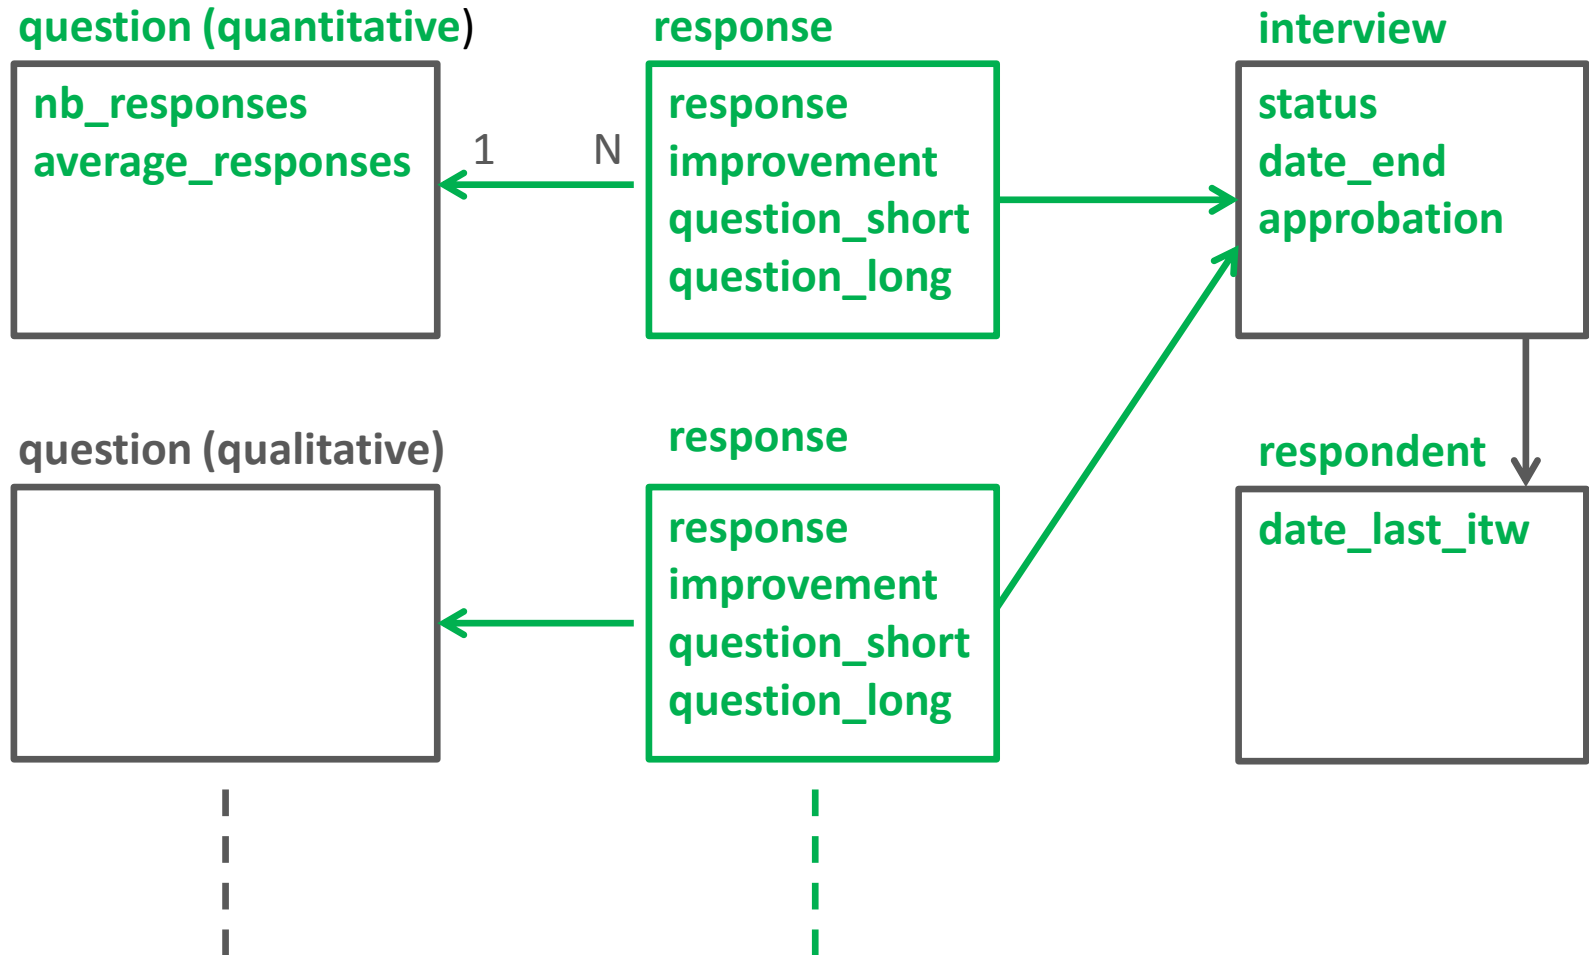 question (quantitative)
nb_responses
average_responses
1
N
response
response
improvement
question_short
question_long
interview
status
date_end
approbation
question (qualitative)
response
response
improvement
question_short
question_long
respondent
date_last_itw